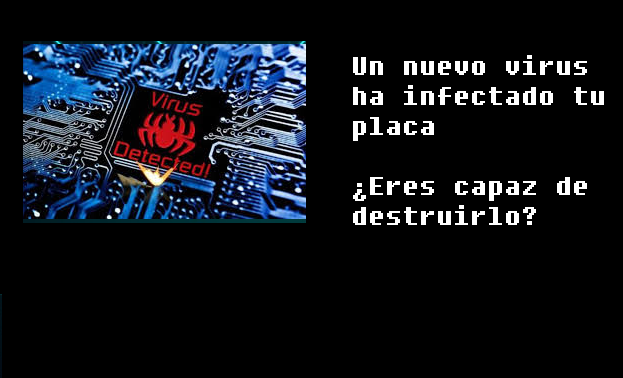 Virus
Detected!
Un nuevo virus
ha infectado tu
placa
¿Eres capaz de
destruirlo?